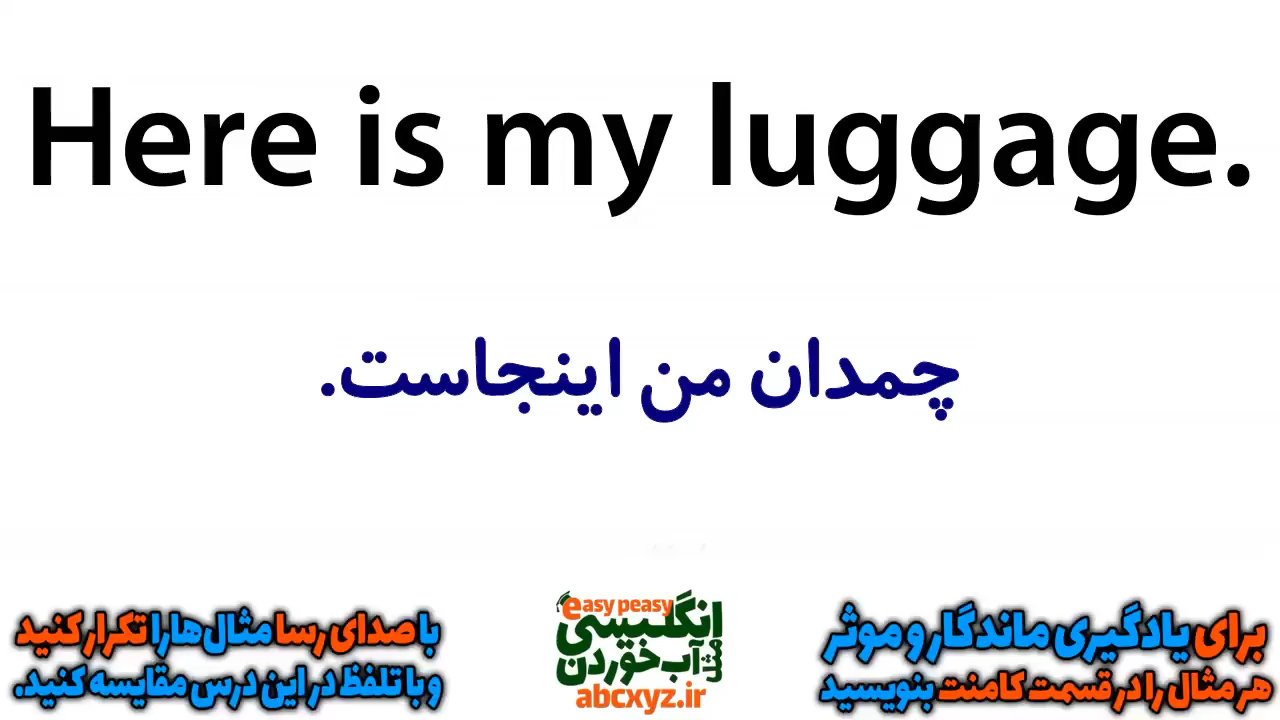 Here is my luggage.
چمدان من اینجاست.
برای یادگیری ماندگار و موثر
هر مثال را در قسمت کامنت بنویسید
easy peasy
انگلیسی
مثل
آب خوردن
abcxyz.ir
با صدای رسا مثال‌ها را تکرار کنید
و با تلفظ در این درس مقایسه کنید.